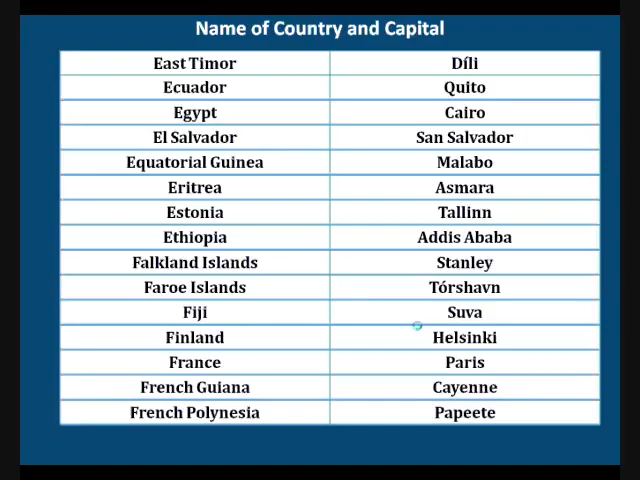 Name of Country and Capital
East Timor Díli
Ecuador Quito
Egypt Cairo
El Salvador San Salvador
Equatorial Guinea Malabo
Eritrea Asmara
Estonia Tallinn
Ethiopia Addis Ababa
Falkland Islands Stanley
Faroe Islands Tórshavn
Fiji Suva
Finland Helsinki
France Paris
French Guiana Cayenne
French Polynesia Papeete